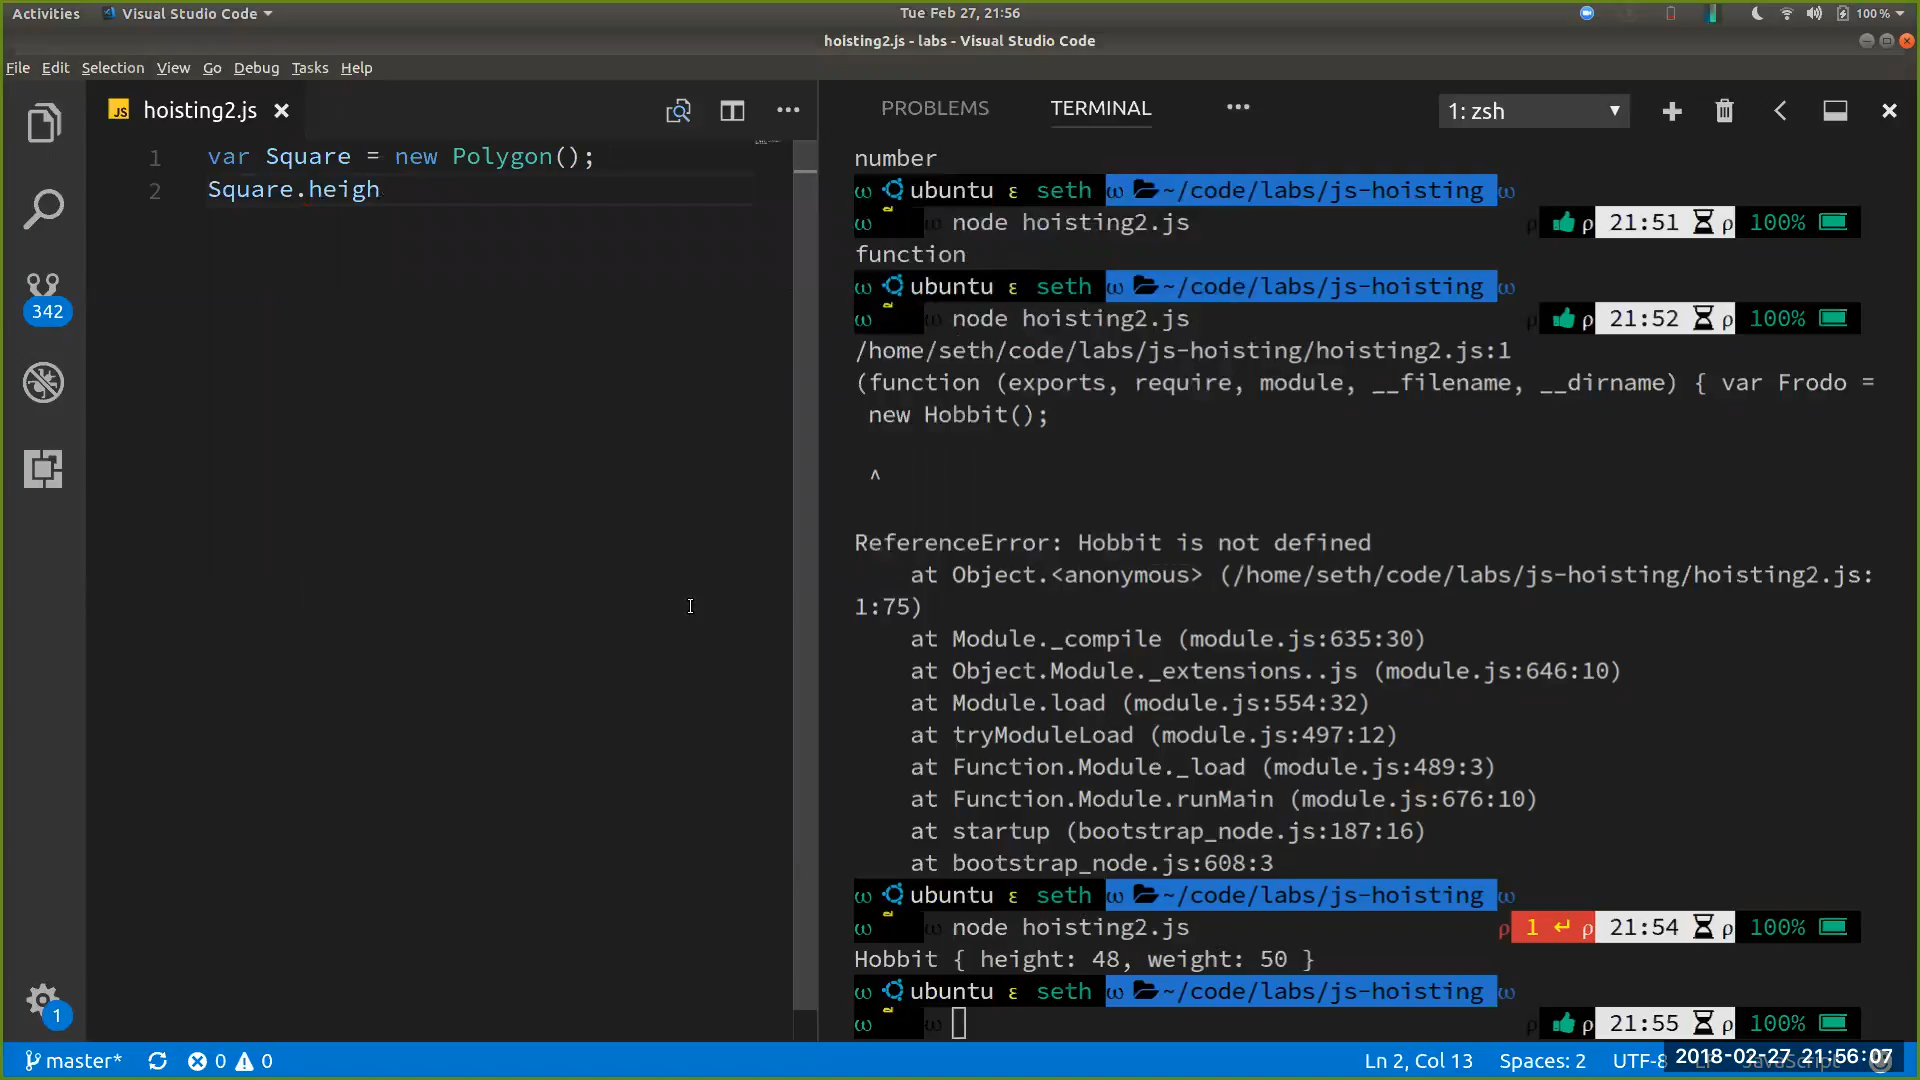 Activities Visual Studio Code Tue Feb 27, 21:56 100%
hoisting2.js - labs - Visual Studio Code
File Edit Selection View Go Debug Tasks Help
JS hoisting2.js
PROBLEMS TERMINAL 1: zsh
1 var Square = new Polygon();
2 Square.heigh
342
1
number
ω ubuntu ε seth ω ~/code/labs/js-hoisting ω
ω ω node hoisting2.js ρ ρ 21:51 ρ 100%
function
ω ubuntu ε seth ω ~/code/labs/js-hoisting ω
ω ω node hoisting2.js ρ ρ 21:52 ρ 100%
/home/seth/code/labs/js-hoisting/hoisting2.js:1
(function (exports, require, module, __filename, __dirname) { var Frodo =
new Hobbit();
^
ReferenceError: Hobbit is not defined
at Object.<anonymous> (/home/seth/code/labs/js-hoisting/hoisting2.js:
1:75)
at Module._compile (module.js:635:30)
at Object.Module._extensions..js (module.js:646:10)
at Module.load (module.js:554:32)
at tryModuleLoad (module.js:497:12)
at Function.Module._load (module.js:489:3)
at Function.Module.runMain (module.js:676:10)
at startup (bootstrap_node.js:187:16)
at bootstrap_node.js:608:3
ω ubuntu ε seth ω ~/code/labs/js-hoisting ω
ω ω node hoisting2.js ρ 1 ↵ ρ 21:54 ρ 100%
Hobbit { height: 48, weight: 50 }
ω ubuntu ε seth ω ~/code/labs/js-hoisting ω
ω ω ρ ρ 21:55 ρ 100%
master* 0 0 Ln 2, Col 13 Spaces: 2 UTF-8 2018-02-27 21:56:07